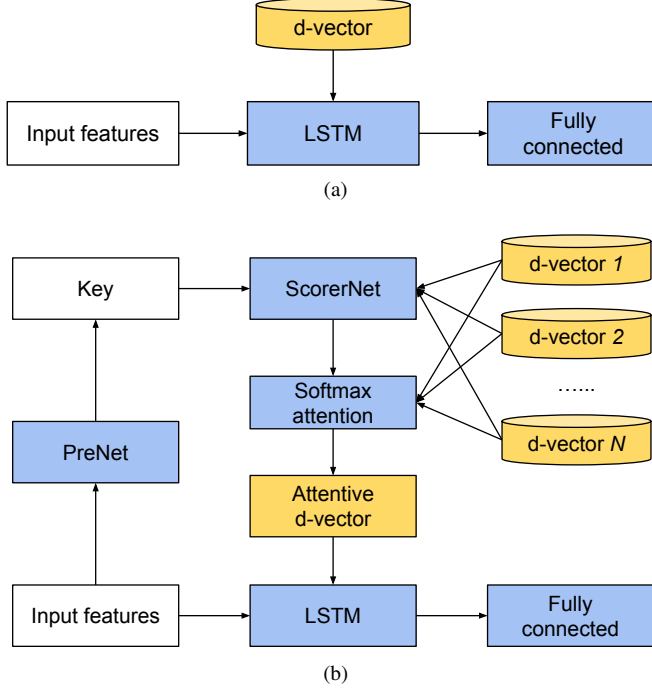 d-vector
Input features
LSTM
Fully
connected
(a)
Key
ScorerNet
d-vector 1
d-vector 2
…...
d-vector N
Softmax
attention
PreNet
Attentive
d-vector
Input features
LSTM
Fully
connected
(b)